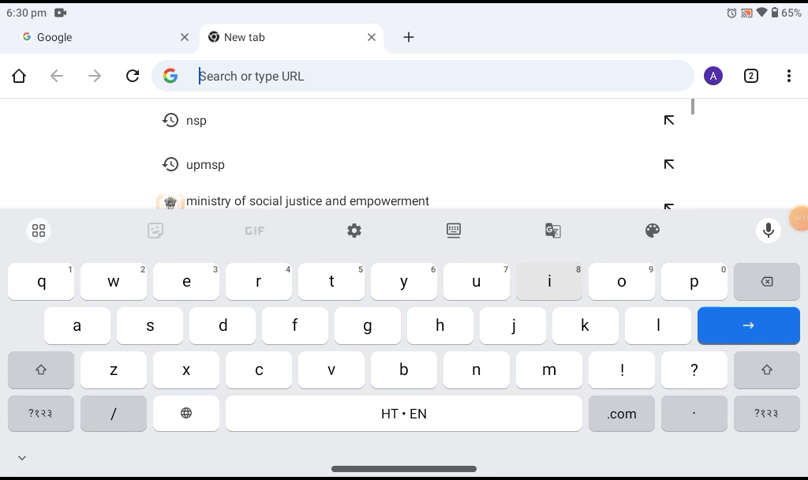 6:30 pm 65%
Google New tab
Search or type URL A 2
nsp
upmsp
ministry of social justice and empowerment
GIF
q 1 w 2 e 3 r 4 t 5 y 6 u 7 i 8 o 9 p 0
a s d f g h j k l
z x c v b n m ! ?
?१२३ / HT • EN .com . ?१२३